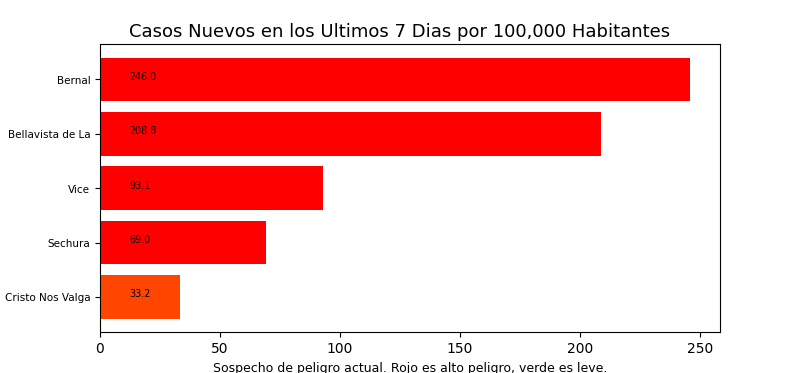 Casos Nuevos en los Ultimos 7 Dias por 100,000 Habitantes
Bernal 246.0
Bellavista de La 208.8
Vice 93.1
Sechura 69.0
Cristo Nos Valga 33.2
0 50 100 150 200 250
Sospecho de peligro actual. Rojo es alto peligro, verde es leve.